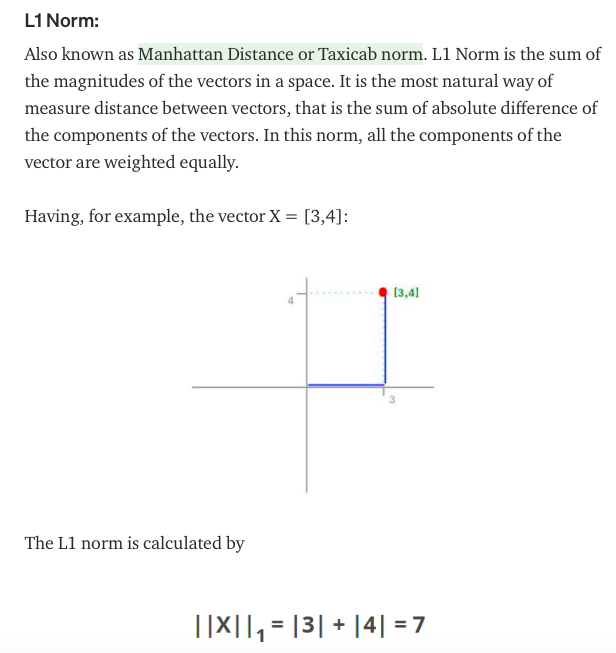 L1 Norm:
Also known as Manhattan Distance or Taxicab norm. L1 Norm is the sum of
the magnitudes of the vectors in a space. It is the most natural way of
measure distance between vectors, that is the sum of absolute difference of
the components of the vectors. In this norm, all the components of the
vector are weighted equally.
Having, for example, the vector X = [3,4]:
4
[3,4]
3
The L1 norm is calculated by
||X||₁ = |3| + |4| = 7